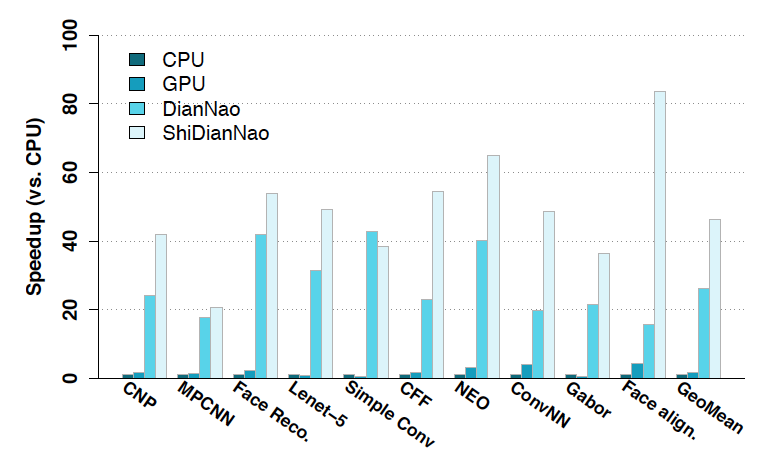 Speedup (vs. CPU)
100
80
60
40
20
0
CPU
GPU
DianNao
ShiDianNao
CNP
MPCNN
Face Reco.
Lenet−5
Simple Conv
CFF
NEO
ConvNN
Gabor
Face align.
GeoMean